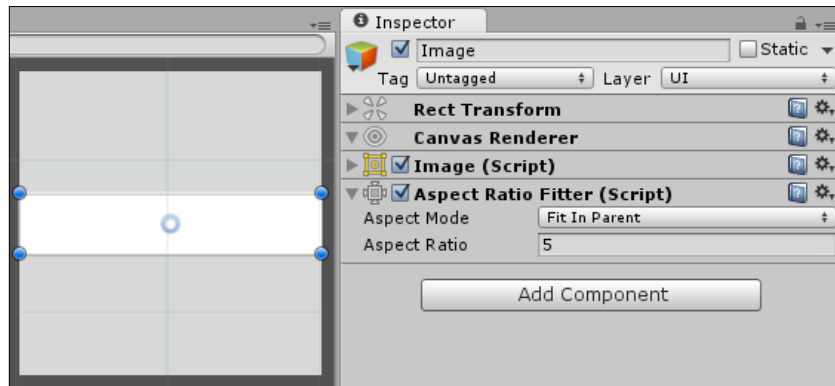 Inspector
Image
Static
Tag Untagged Layer UI
Rect Transform
Canvas Renderer
Image (Script)
Aspect Ratio Fitter (Script)
Aspect Mode Fit In Parent
Aspect Ratio 5
Add Component